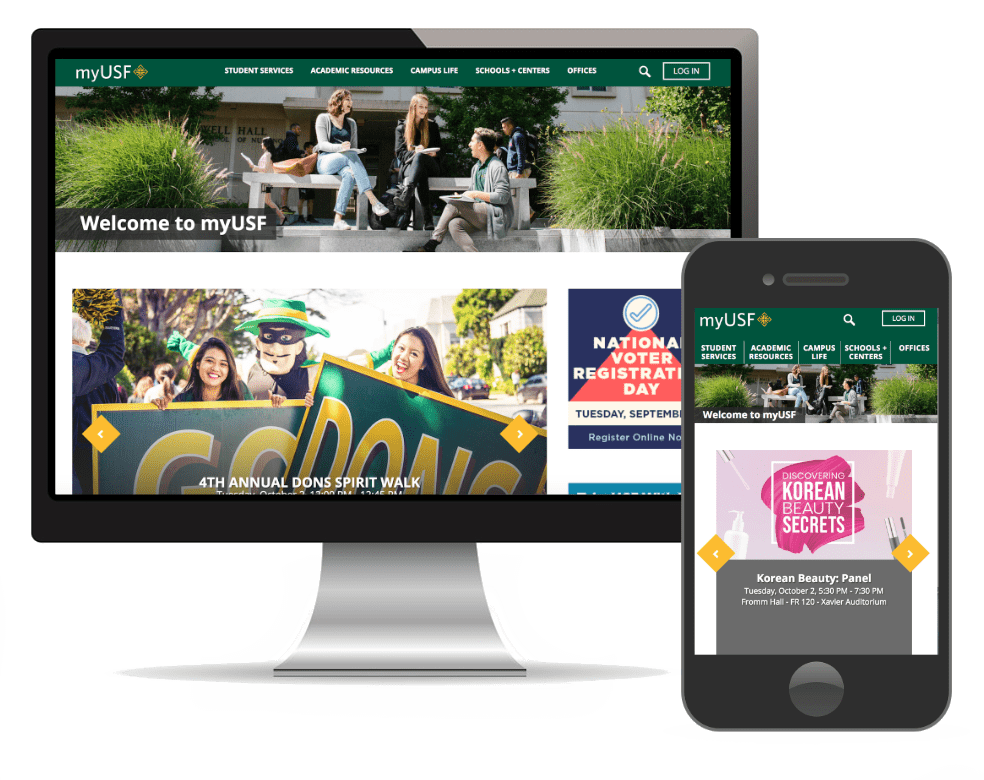 myUSF
STUDENT SERVICES ACADEMIC RESOURCES CAMPUS LIFE SCHOOLS + CENTERS OFFICES LOG IN
HALL
Welcome to myUSF
GO DONS
4TH ANNUAL DONS SPIRIT WALK
Tuesday, October 2, 12:00 PM - 12:45 PM
NATIONAL
VOTER
REGISTRATI
DAY
TUESDAY, SEPTEMB
Register Online No
myUSF LOG IN
STUDENT SERVICES ACADEMIC RESOURCES CAMPUS LIFE SCHOOLS + CENTERS OFFICES
Welcome to myUSF
DISCOVERING
KOREAN
BEAUTY
SECRETS
Korean Beauty: Panel
Tuesday, October 2, 5:30 PM - 7:30 PM
Fromm Hall - FR 120 - Xavier Auditorium